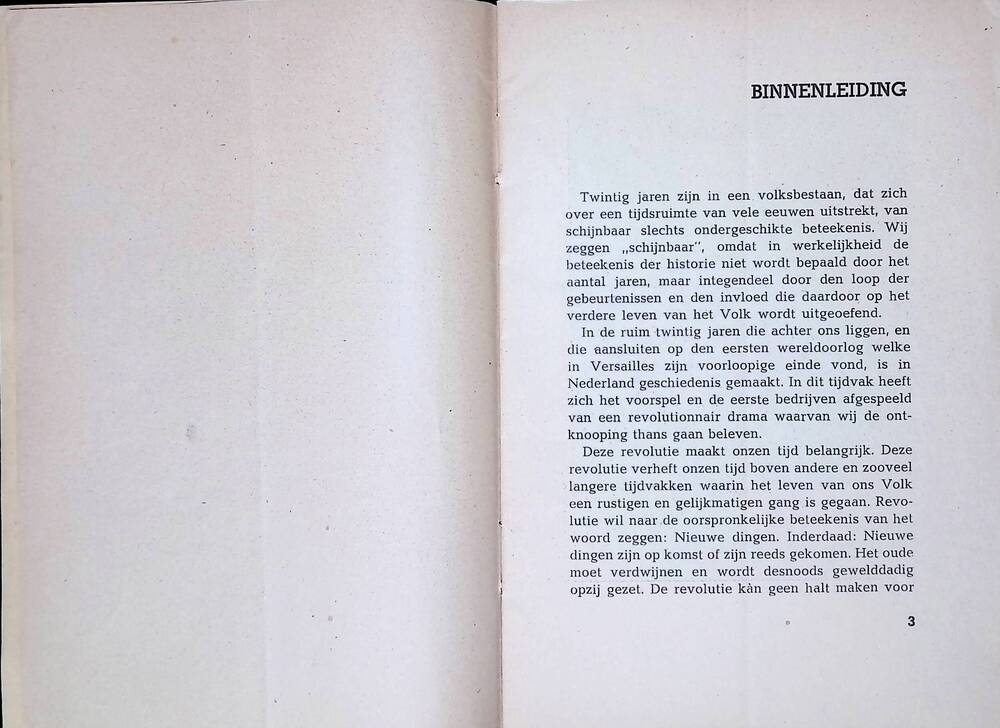 BINNENLEIDING
Twintig jaren zijn in een volksbestaan, dat zich
over een tijdsruimte van vele eeuwen uitstrekt, van
schijnbaar slechts ondergeschikte beteekenis. Wij
zeggen „schijnbaar”, omdat in werkelijkheid de
beteekenis der historie niet wordt bepaald door het
aantal jaren, maar integendeel door den loop der
gebeurtenissen en den invloed die daardoor op het
verdere leven van het Volk wordt uitgeoefend.
In de ruim twintig jaren die achter ons liggen, en
die aansluiten op den eersten wereldoorlog welke
in Versailles zijn voorloopige einde vond, is in
Nederland geschiedenis gemaakt. In dit tijdvak heeft
zich het voorspel en de eerste bedrijven afgespeeld
van een revolutionnair drama waarvan wij de ont-
knooping thans gaan beleven.
Deze revolutie maakt onzen tijd belangrijk. Deze
revolutie verheft onzen tijd boven andere en zooveel
langere tijdvakken waarin het leven van ons Volk
een rustigen en gelijkmatigen gang is gegaan. Revo-
lutie wil naar de oorspronkelijke beteekenis van het
woord zeggen: Nieuwe dingen. Inderdaad: Nieuwe
dingen zijn op komst of zijn reeds gekomen. Het oude
moet verdwijnen en wordt desnoods gewelddadig
opzij gezet. De revolutie kàn geen halt maken voor
3